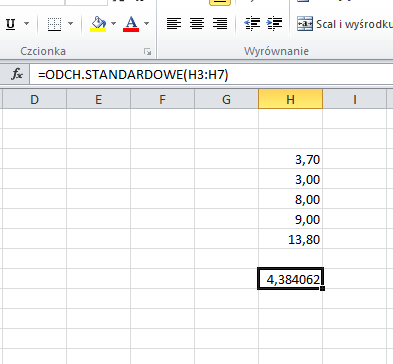 U A Scal i wyśrodku
Czcionka Wyrównanie
fx =ODCH.STANDARDOWE(H3:H7)
D E F G H I
3,70
3,00
8,00
9,00
13,80
4,384062